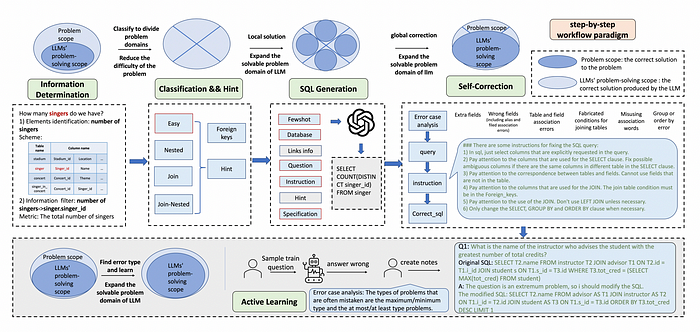 Problem scope
LLMs' problem-solving scope
Classify to divide problem domains
Reduce the difficulty of the problem
Local solution
Expand the solvable problem domain of LLM
global correction
Expand the solvable domain of llm
Problem scope
LLMs' problem-solving scope
step-by-step workflow paradigm
Problem scope: the correct solution to the problem
LLMs' problem-solving scope : the correct solution produced by the LLM
Information Determination
Classification && Hint
SQL Generation
Self-Correction
How many singers do we have?
1) Elements identification: number of singers
Scheme:
Table name
Column Name
Column Name
...
stadium
Stadium_id
Location
...
singer
Singer_id
Name
...
concert
Concert_id
Theme
...
singer_in_concert
Concert_id
Singer_id
...
2) Information filter: number of singers->singer.singer_id
Metric: The total number of singers
Easy
Nested
Join
Join-Nested
Foreign keys
Hint
Fewshot
Database
Links info
Question
Instruction
Hint
Specification
SELECT COUNT(DISTINCT singer_id) FROM singer
Error case analysis
query
instruction
Correct_sql
Extra fields
Wrong fields (including alias and filed association errors)
Table and field association errors
Fabricated conditions for joining tables
Misusing association words
Group or order by error
### There are some instructions for fixing the SQL query:
1) In sql, just select columns that are explicitly requested in the query.
2) Pay attention to the columns that are used for the SELECT clause. Fix possible ambiguous columns if there are the same columns in different table in the SELECT clause.
3) Pay attention to the correspondence between tables and fields. Cannot use fields that are not in the table.
4) Pay attention to the columns that are used for the JOIN. The join table condition must be in the Foreign_keys.
5) Pay attention to the use of the JOIN. Don't use LEFT JOIN unless necessary.
6) Only change the SELECT, GROUP BY and ORDER BY clause when necessary.
Problem scope
LLMs' problem-solving scope
Find error type and learn
Expand the solvable problem domain of LLM
LLMs' problem-solving scope
Sample train question
answer wrong
create notes
Active Learning
Error case analysis: The types of problems that are often mistaken are the maximum/minimum type and the at most/at least type problems.
Q1: What is the name of the instructor who advises the student with the greatest number of total credits?
Original SQL: SELECT T2.name FROM instructor T2 JOIN advisor T1 ON T2.id = T1.i_id JOIN student s ON T1.s_id = T3.id WHERE T3.tot_cred = (SELECT MAX(tot_cred) FROM student)
A: The question is an extremum problem, so i should modify the SQL.
The modified SQL: SELECT T2.name FROM advisor AS T1 JOIN instructor AS T2 ON T1.i_id = T2.id JOIN student AS T3 ON T1.s_id = T3.id ORDER BY T3.tot_cred DESC LIMIT 1